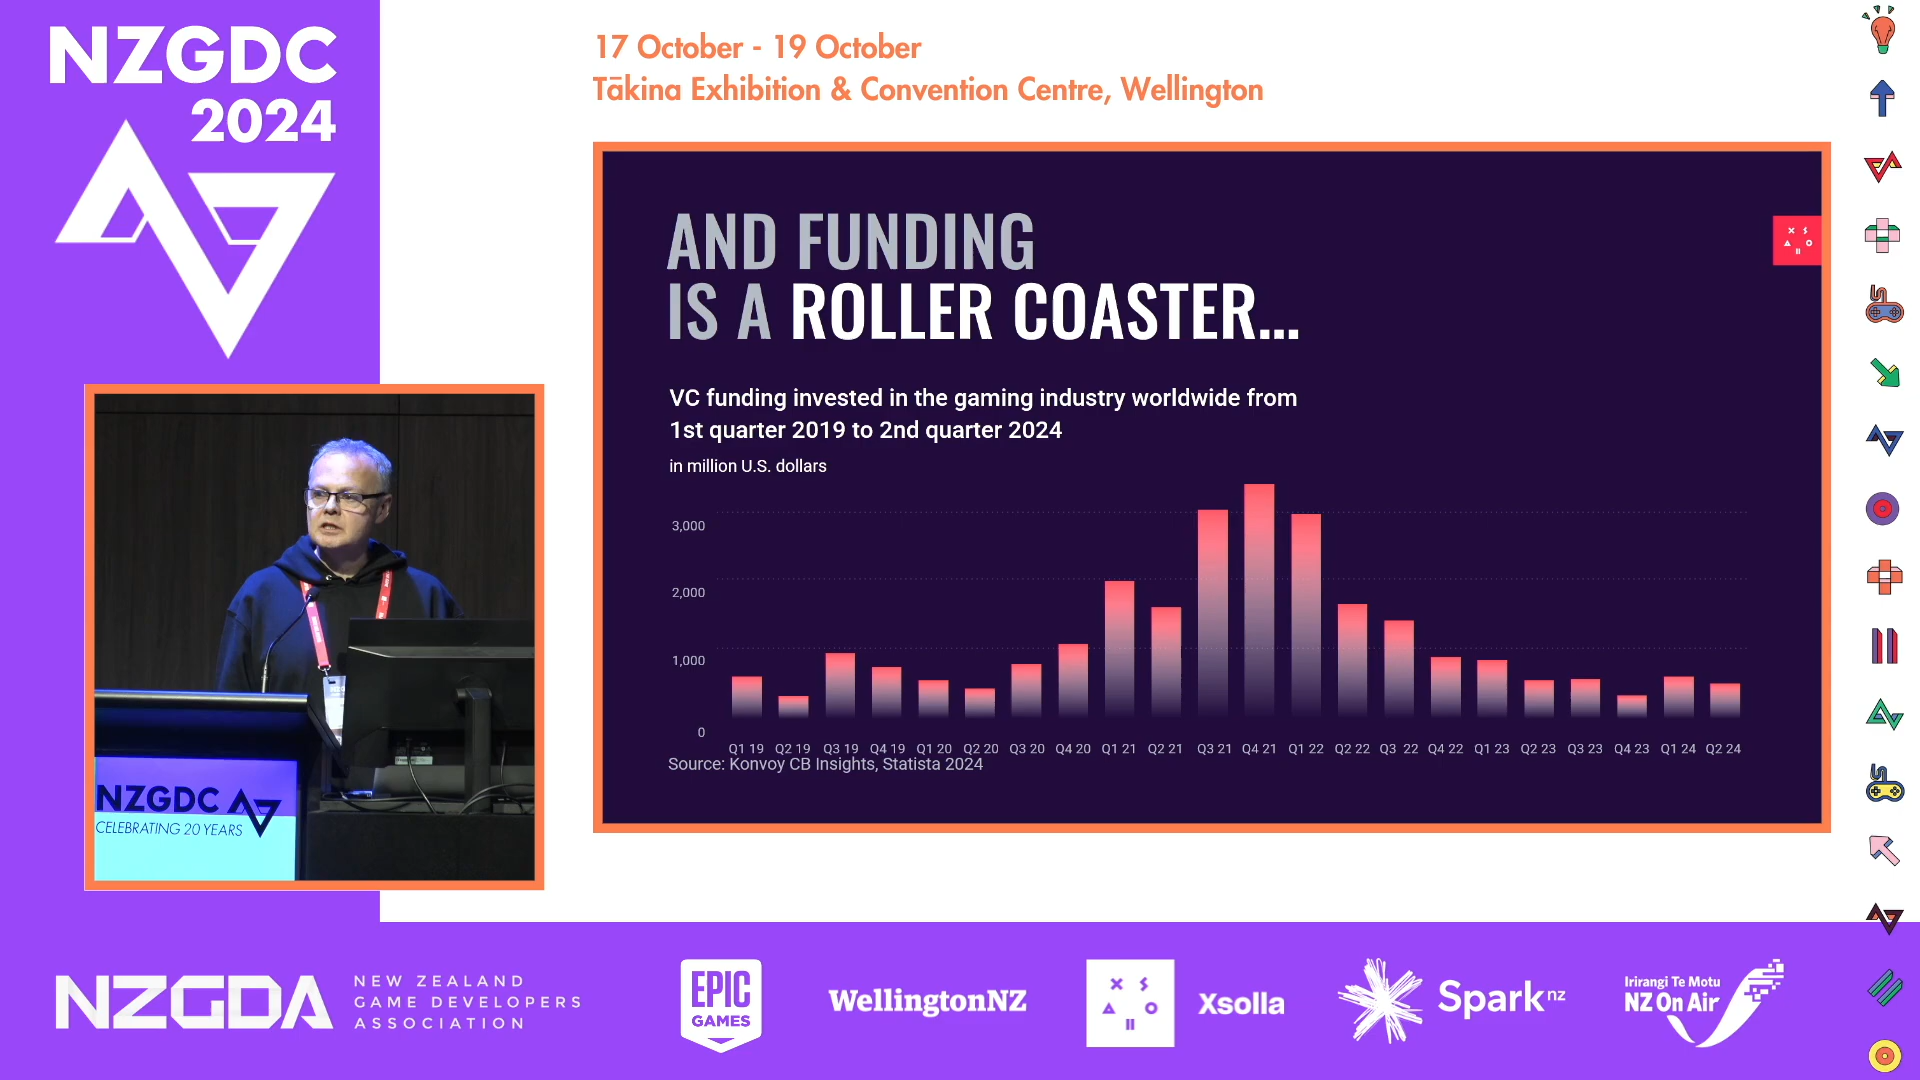 NZGDC
2024
17 October - 19 October
Tākina Exhibition & Convention Centre, Wellington
AND FUNDING
IS A ROLLER COASTER...
VC funding invested in the gaming industry worldwide from
1st quarter 2019 to 2nd quarter 2024
in million U.S. dollars
3,000
2,000
1,000
0
Q1 19 Q2 19 Q3 19 Q4 19 Q1 20 Q2 20 Q3 20 Q4 20 Q1 21 Q2 21 Q3 21 Q4 21 Q1 22 Q2 22 Q3 22 Q4 22 Q1 23 Q2 23 Q3 23 Q4 23 Q1 24 Q2 24
Source: Konvoy CB Insights, Statista 2024
NZGDC
CELEBRATING 20 YEARS
NZGDA
NEW ZEALAND
GAME DEVELOPERS
ASSOCIATION
EPIC
GAMES
WellingtonNZ
X S
A O
II
Xsolla
Spark nz
Irirangi Te Motu
NZ On Air